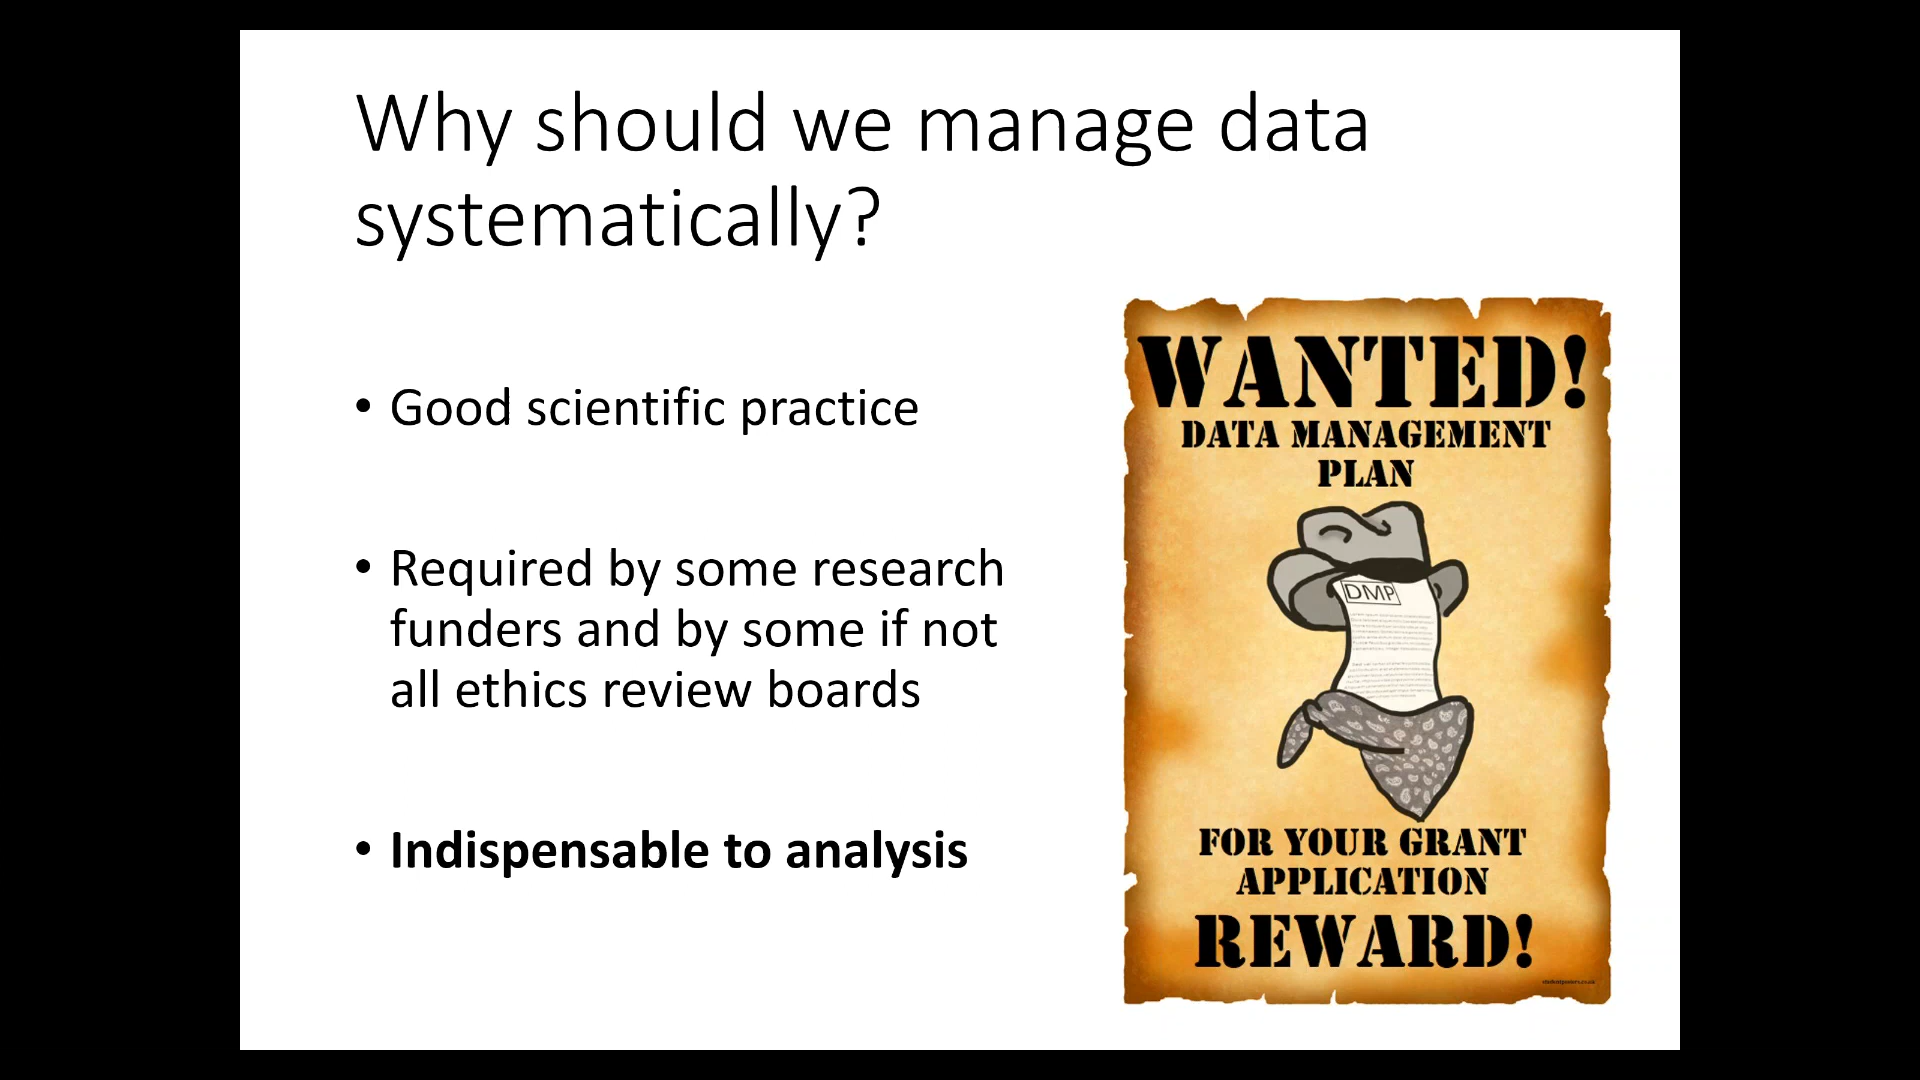 Why should we manage data
systematically?
• Good scientific practice
• Required by some research
funders and by some if not
all ethics review boards
• Indispensable to analysis
WANTED!
DATA MANAGEMENT
PLAN
DMP
FOR YOUR GRANT
APPLICATION
REWARD!